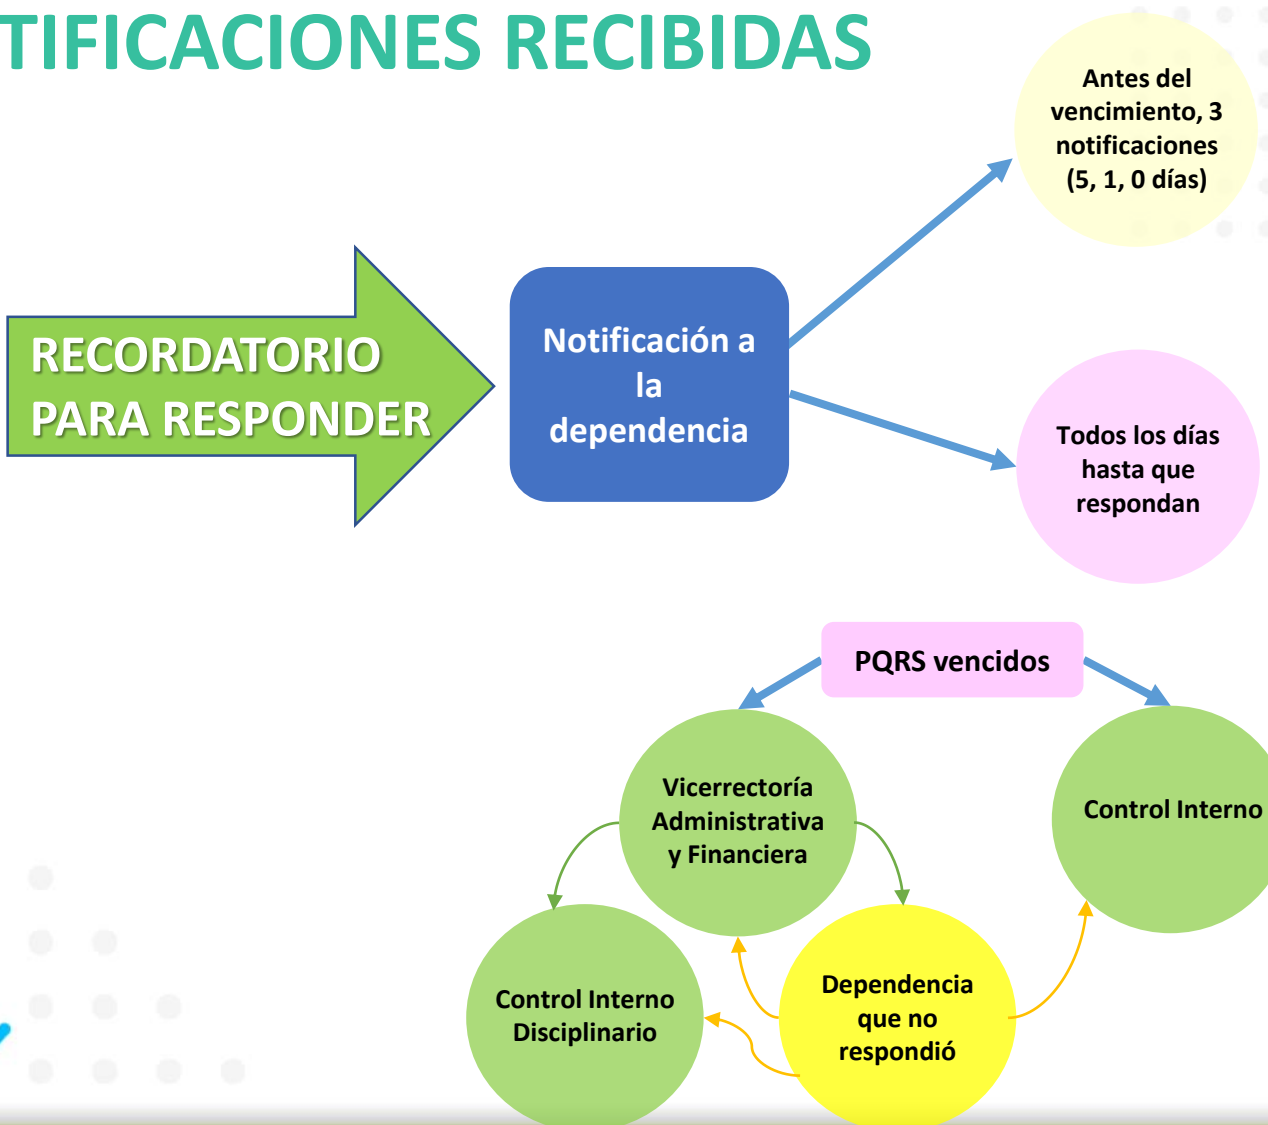 TIFICACIONES RECIBIDAS
Antes del
vencimiento, 3
notificaciones
(5, 1, 0 días)
RECORDATORIO
PARA RESPONDER
Notificación a
la
dependencia
Todos los días
hasta que
respondan
PQRS vencidos
Vicerrectoría
Administrativa
y Financiera
Control Interno
Control Interno
Disciplinario
Dependencia
que no
respondió